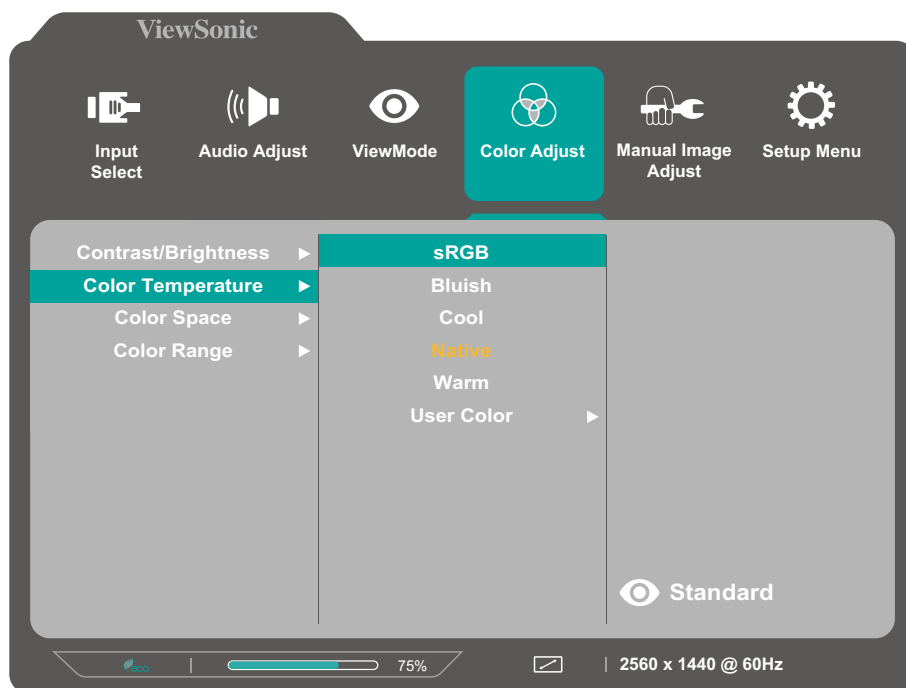 ViewSonic
Input Select
Audio Adjust
ViewMode
Color Adjust
Manual Image Adjust
Setup Menu
Contrast/Brightness
Color Temperature
Color Space
Color Range
sRGB
Bluish
Cool
Native
Warm
User Color
Standard
eco
75%
2560 x 1440 @ 60Hz